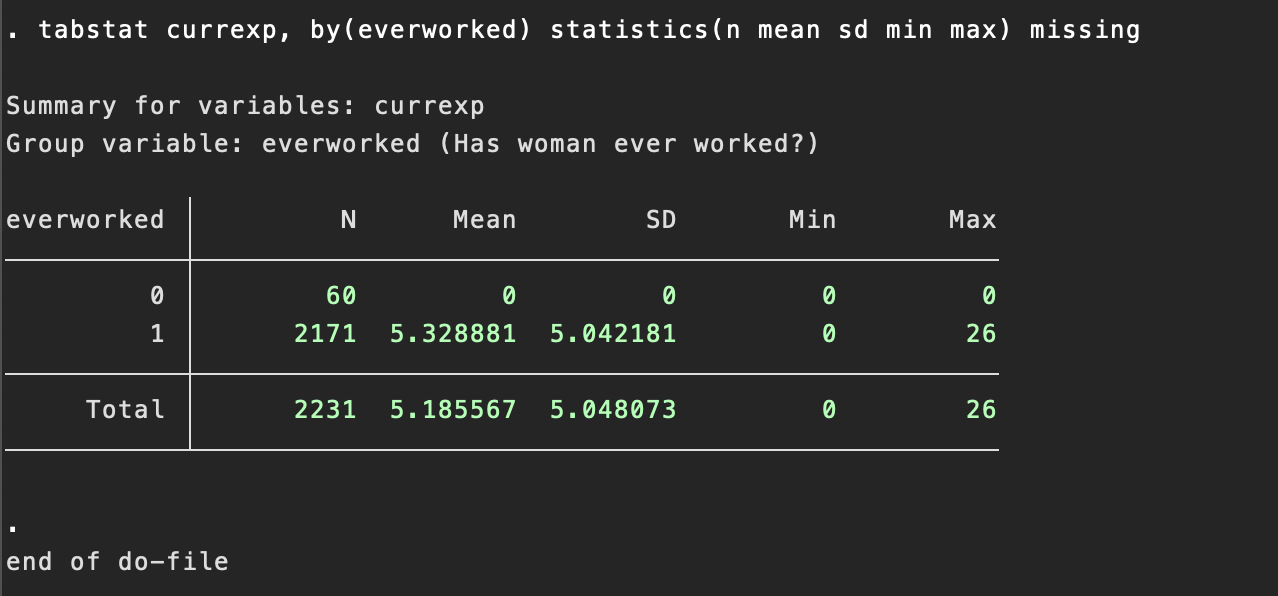 . tabstat currexp, by(everworked) statistics(n mean sd min max) missing
Summary for variables: currexp
Group variable: everworked (Has woman ever worked?)
everworked N Mean SD Min Max
0 60 0 0 0 0
1 2171 5.328881 5.042181 0 26
Total 2231 5.185567 5.048073 0 26
.
end of do-file